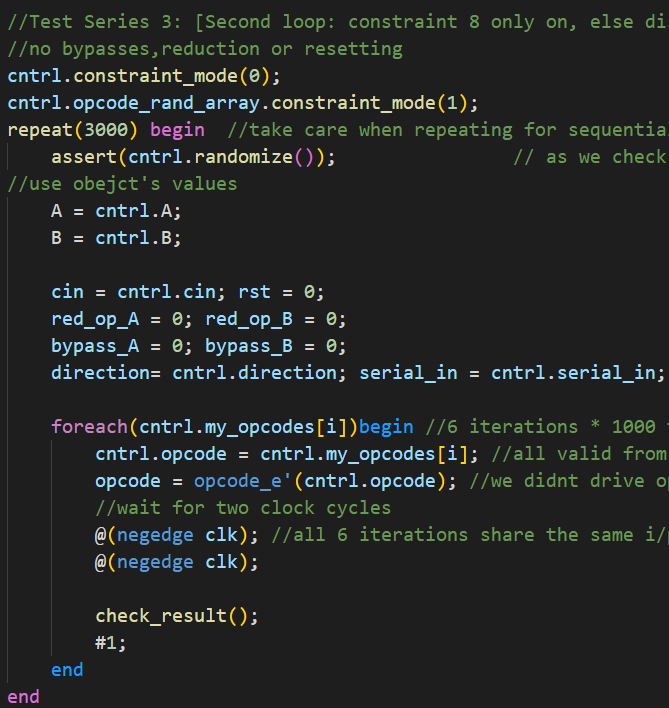 //Test Series 3: [Second loop: constraint 8 only on, else di
//no bypasses,reduction or resetting
cntrl.constraint_mode(0);
cntrl.opcode_rand_array.constraint_mode(1);
repeat(3000) begin  //take care when repeating for sequentia
    assert(cntrl.randomize());                // as we check
//use obejct's values
    A = cntrl.A;
    B = cntrl.B;

    cin = cntrl.cin; rst = 0;
    red_op_A = 0; red_op_B = 0;
    bypass_A = 0; bypass_B = 0;
    direction= cntrl.direction; serial_in = cntrl.serial_in;

    foreach(cntrl.my_opcodes[i])begin //6 iterations * 1000
        cntrl.opcode = cntrl.my_opcodes[i]; //all valid from
        opcode = opcode_e'(cntrl.opcode); //we didnt drive op
        //wait for two clock cycles
        @(negedge clk); //all 6 iterations share the same i/
        @(negedge clk);

        check_result();
        #1;
    end
end